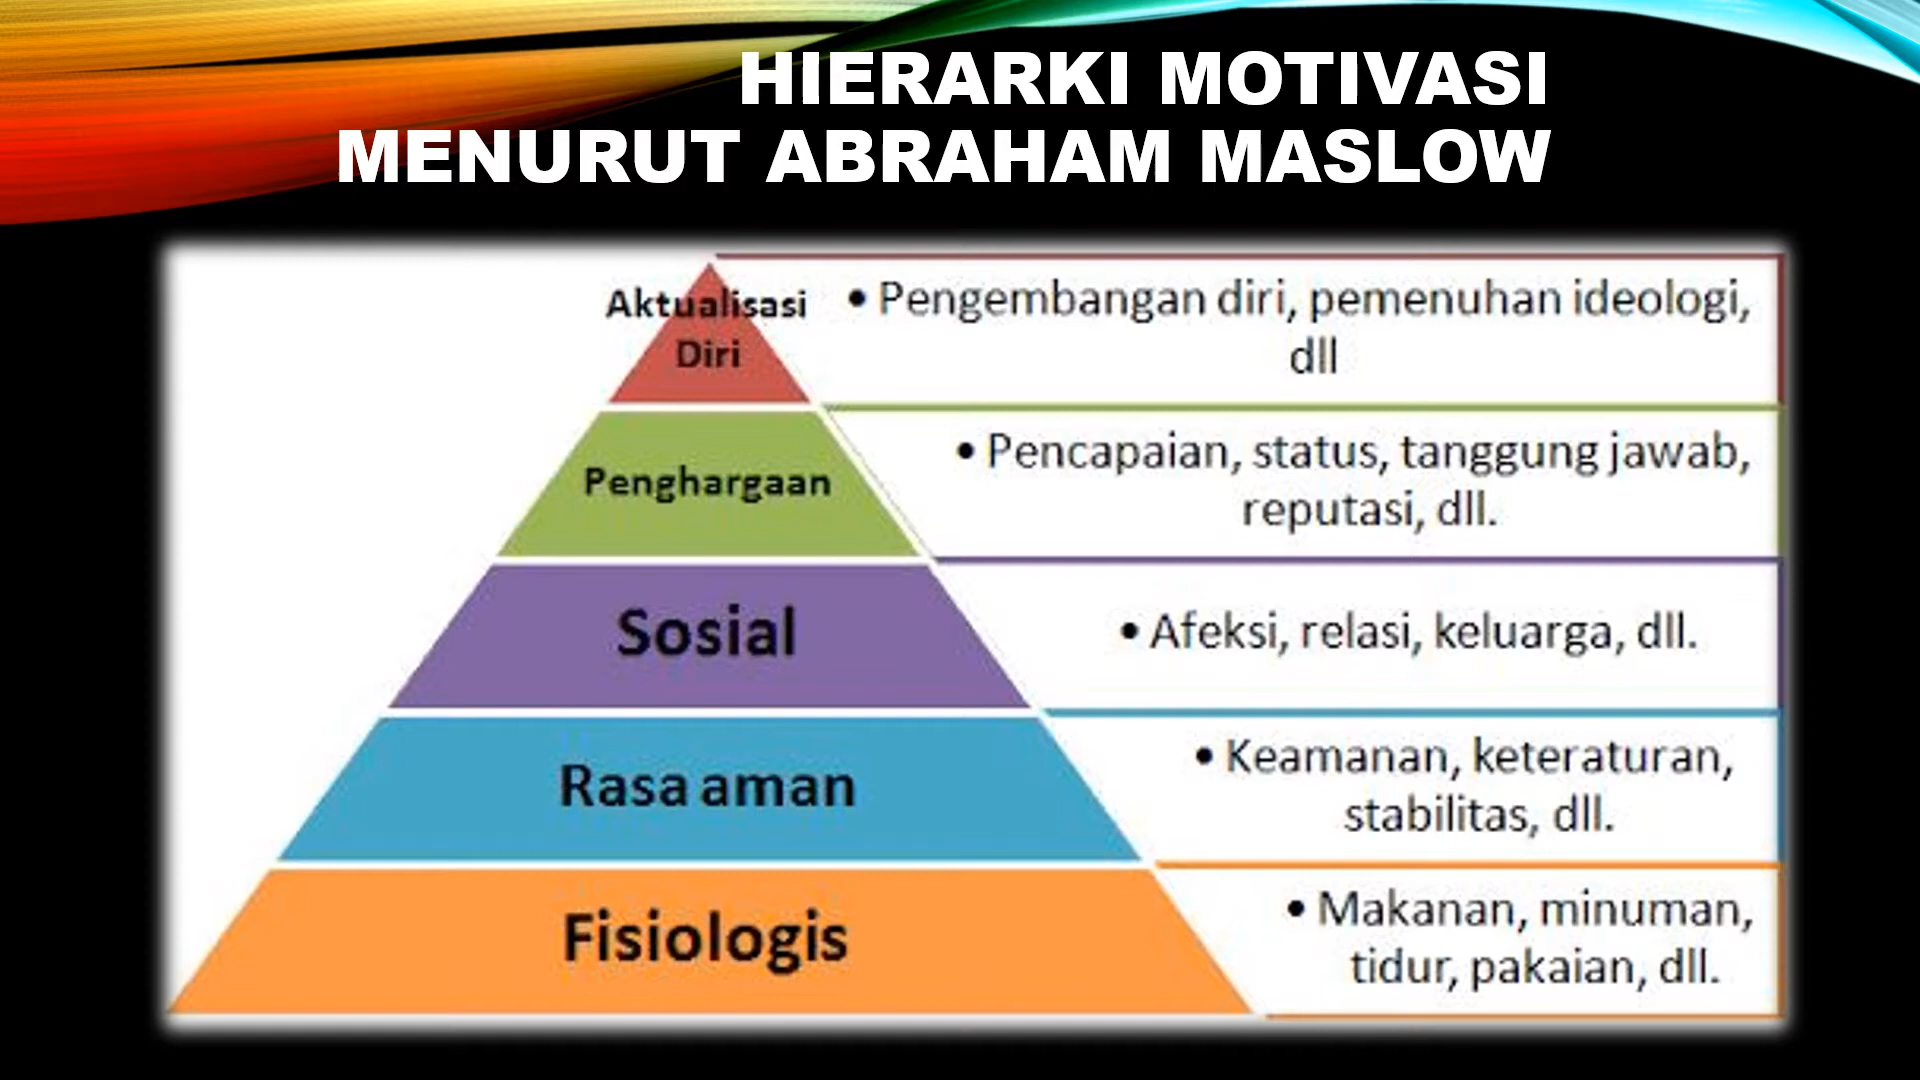 HIERARKI MOTIVASI
MENURUT ABRAHAM MASLOW
Aktualisasi
Diri
• Pengembangan diri, pemenuhan ideologi,
dll
Penghargaan
• Pencapaian, status, tanggung jawab,
reputasi, dll.
Sosial
• Afeksi, relasi, keluarga, dll.
Rasa aman
• Keamanan, keteraturan,
stabilitas, dll.
Fisiologis
• Makanan, minuman,
tidur, pakaian, dll.